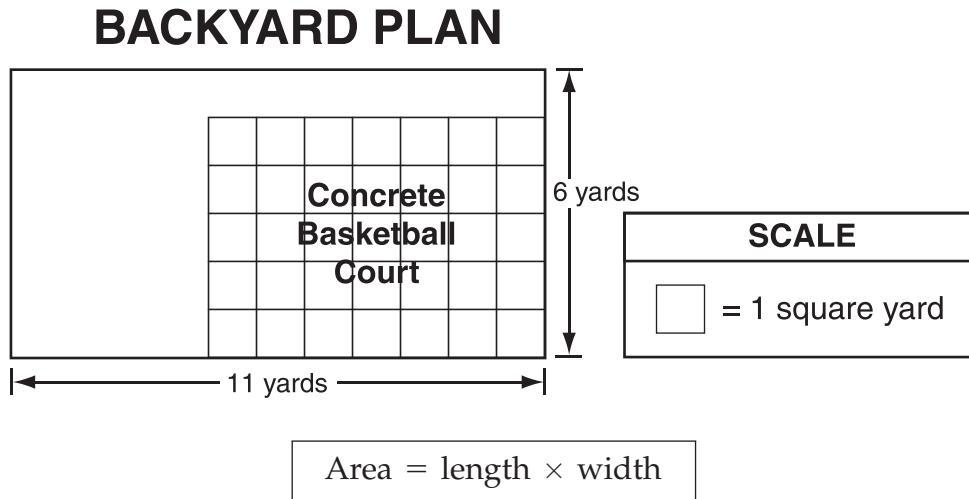 BACKYARD PLAN
Concrete
Basketball
Court
6 yards
11 yards
SCALE
= 1 square yard
Area = length × width